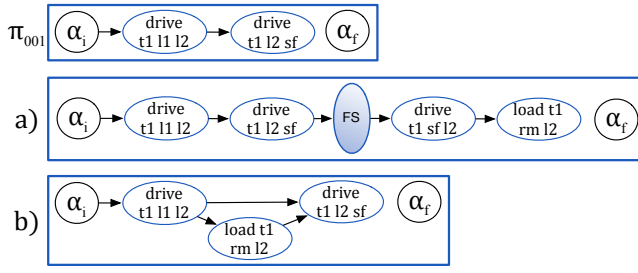 π001 αi drive t1 l1 l2 drive t1 l2 sf αf
a) αi drive t1 l1 l2 drive t1 l2 sf FS drive t1 sf l2 load t1 rm l2 αf
b) αi drive t1 l1 l2 load t1 rm l2 drive t1 l2 sf αf